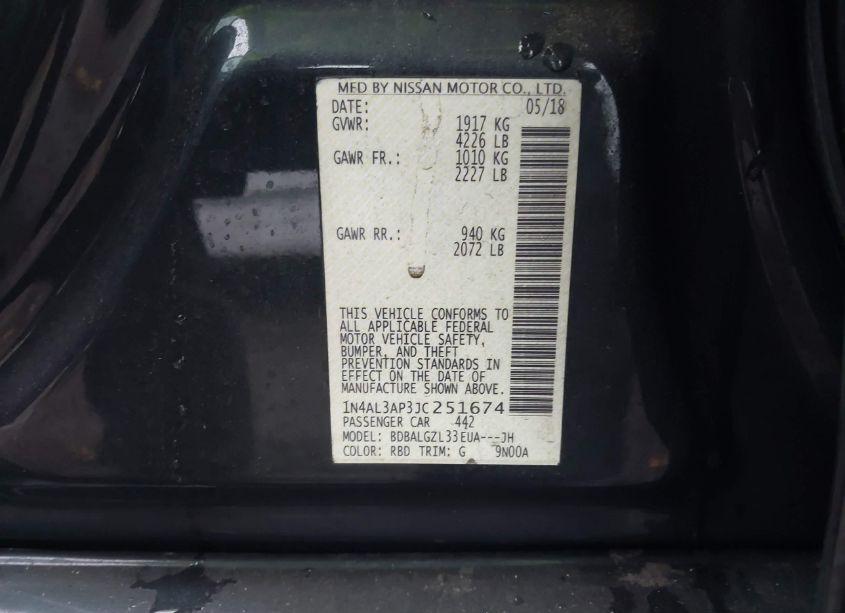 MFD BY NISSAN MOTOR CO., LTD.
DATE: 05/18
GVWR: 1917 KG
4226 LB
GAWR FR.: 1010 KG
2227 LB
GAWR RR.: 940 KG
2072 LB
THIS VEHICLE CONFORMS TO
ALL APPLICABLE FEDERAL
MOTOR VEHICLE SAFETY,
BUMPER, AND THEFT
PREVENTION STANDARDS IN
EFFECT ON THE DATE OF
MANUFACTURE SHOWN ABOVE.
1N4AL3AP3JC251674
PASSENGER CAR 442
MODEL: BDBALGZL33EUA---JH
COLOR: RBD TRIM: G 9N00A